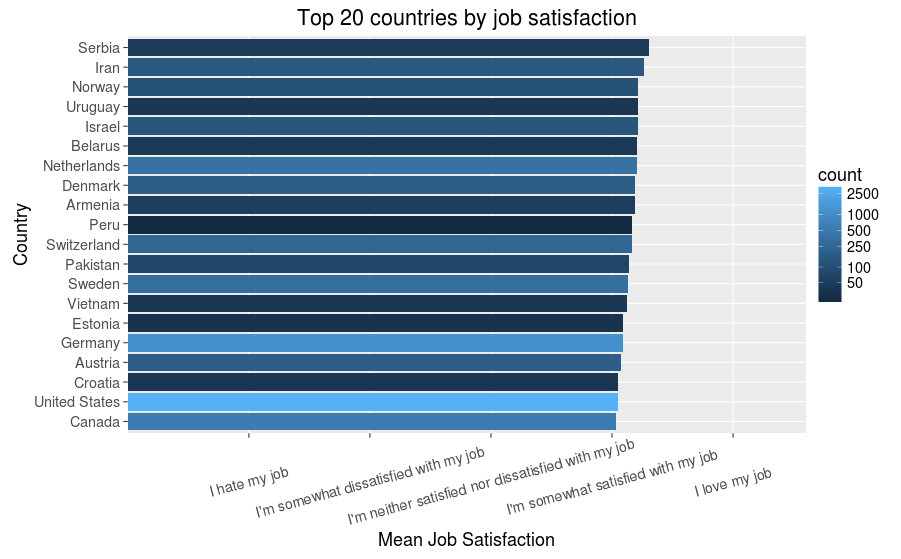 Top 20 countries by job satisfaction
Serbia
Iran
Norway
Uruguay
Israel
Belarus
Netherlands
Denmark
Armenia
Peru
Switzerland
Pakistan
Sweden
Vietnam
Estonia
Germany
Austria
Croatia
United States
Canada
Country
I hate my job
I'm somewhat dissatisfied with my job
I'm neither satisfied nor dissatisfied with my job
I'm somewhat satisfied with my job
I love my job
Mean Job Satisfaction
count
2500
1000
500
250
100
50